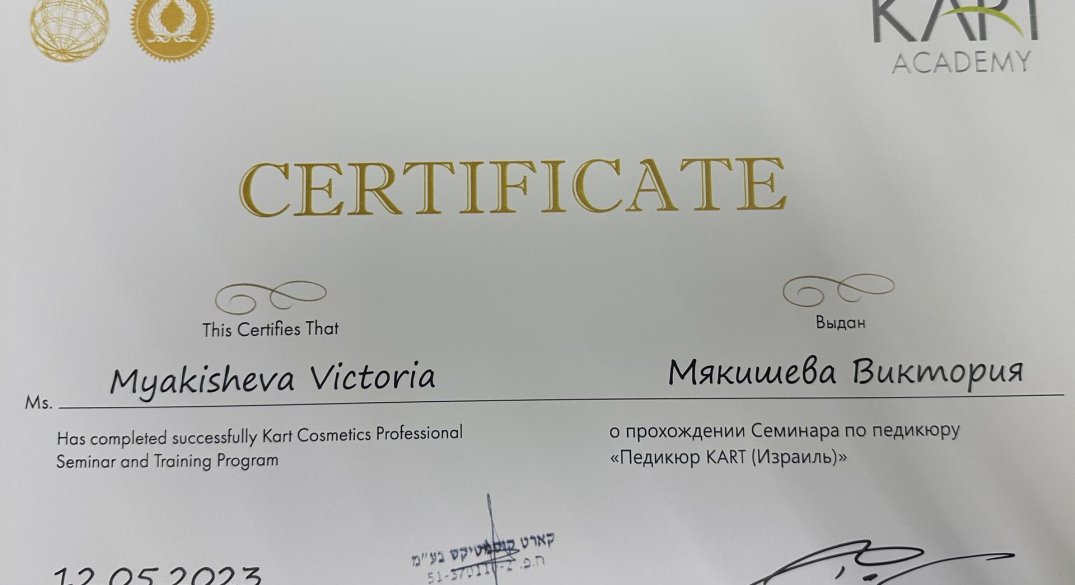 KART
ACADEMY
CERTIFICATE
This Certifies That
Выдан
Ms. Myakisheva Victoria
Мякишева Виктория
Has completed successfully Kart Cosmetics Professional
Seminar and Training Program
о прохождении Семинара по педикюру
«Педикюр KART (Израиль)»
קארט קוסמטיקס בע"מ
ח.פ.
12.05.2023